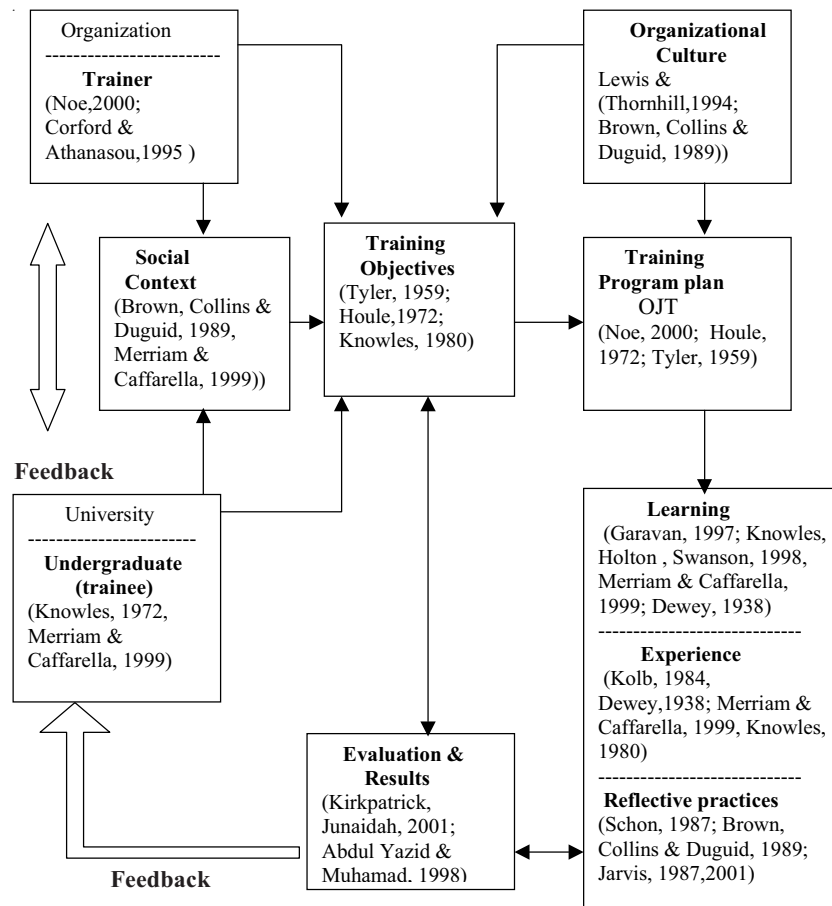 Organization
-------------------------
Trainer
(Noe,2000;
Corford &
Athanasou,1995 )
Organizational
Culture
Lewis &
(Thornhill,1994;
Brown, Collins &
Duguid, 1989))
Social
Context
(Brown, Collins &
Duguid, 1989,
Merriam &
Caffarella, 1999))
Training
Objectives
(Tyler, 1959;
Houle,1972;
Knowles, 1980)
Training
Program plan
OJT
(Noe, 2000;  Houle,
1972; Tyler, 1959)
Feedback
University
------------------------
Undergraduate
(trainee)
(Knowles, 1972,
Merriam &
Caffarella, 1999)
Learning
(Garavan, 1997; Knowles,
Holton , Swanson, 1998,
Merriam & Caffarella,
1999; Dewey, 1938)
-----------------------------
Experience
(Kolb, 1984,
Dewey,1938; Merriam &
Caffarella, 1999, Knowles,
1980)
-----------------------------
Reflective practices
(Schon, 1987; Brown,
Collins & Duguid, 1989;
Jarvis, 1987,2001)
Evaluation &
Results
(Kirkpatrick,
Junaidah, 2001;
Abdul Yazid &
Muhamad, 1998)
Feedback